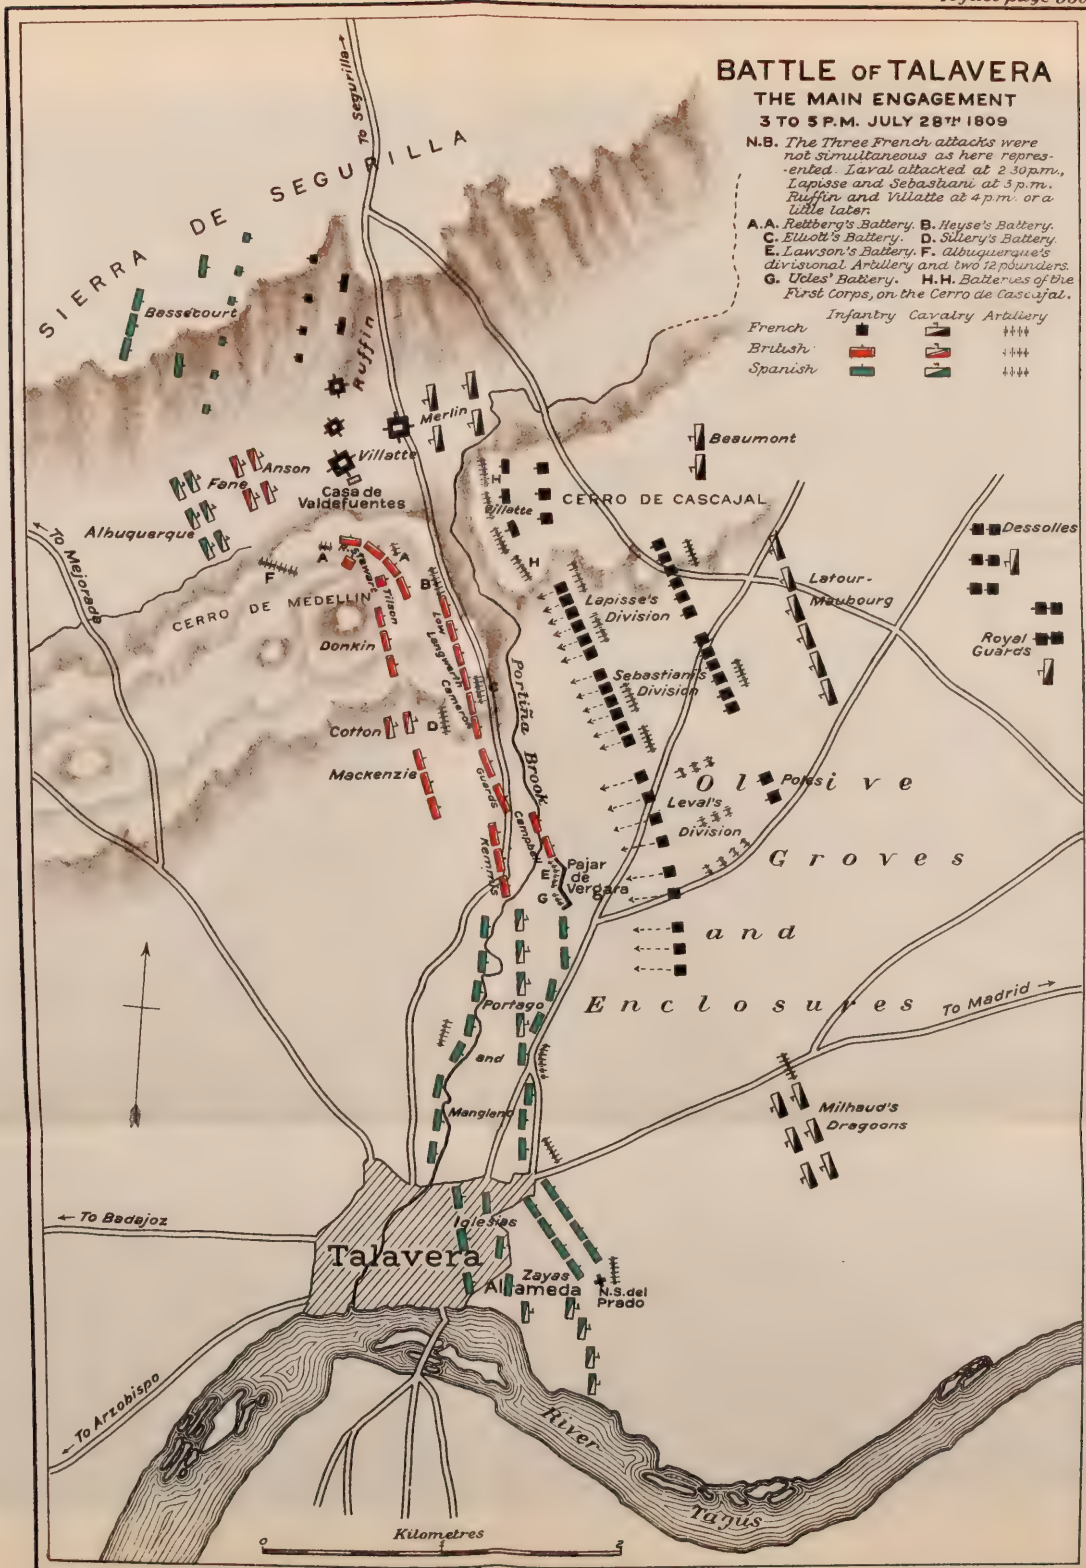 BATTLE OF TALAVERA
THE MAIN ENGAGEMENT
3 TO 5 P.M. JULY 28TH 1809
N.B. The Three French attacks were
not simultaneous as here repres-
-ented. Laval attacked at 2 30 p.m.,
Lapisse and Sebastiani at 3 p.m.
Ruffin and Villatte at 4 p.m. or a
little later.
A.A. Rettberg's Battery. B. Heyse's Battery.
C. Elliott's Battery. D. Sillery's Battery
E. Lawson's Battery. F. Albuquerque's
divisional Artillery and two 12 pounders.
G. Uclés' Battery. H.H. Batteries of the
First Corps, on the Cerro de Cascajal.
Infantry Cavalry Artillery
French
British
Spanish
To Segurilla
SIERRA DE SEGURILLA
Bassecourt
Ruffin
Merlin
Villatte
Casa de
Valdefuentes
Anson
Fane
Albuquerque
To Mejorade
Beaumont
CERRO DE CASCAJAL
H
Villatte
H
Dessolles
Latour-
Maubourg
Royal
Guards
F
A
A
R. Stewart
Tilson
B
CERRO DE MEDELLIN
Donkin
Low
Langwerth
Cameron
C
Lapisse's
Division
Sebastiani's
Division
Portiña Brook
Cotton
D
Mackenzie
Guards
Campbell
Kemmis
E
G
Pajar
de
Vergara
Leval's
Division
Poles
Olive
Groves
and
Enclosures
To Madrid
Portago
and
Manglano
Milhaud's
Dragoons
To Badajoz
Iglesias
Talavera
Zayas
Alameda
N.S. del
Prado
To Arzobispo
River
Tagus
Kilometres
0 1 2